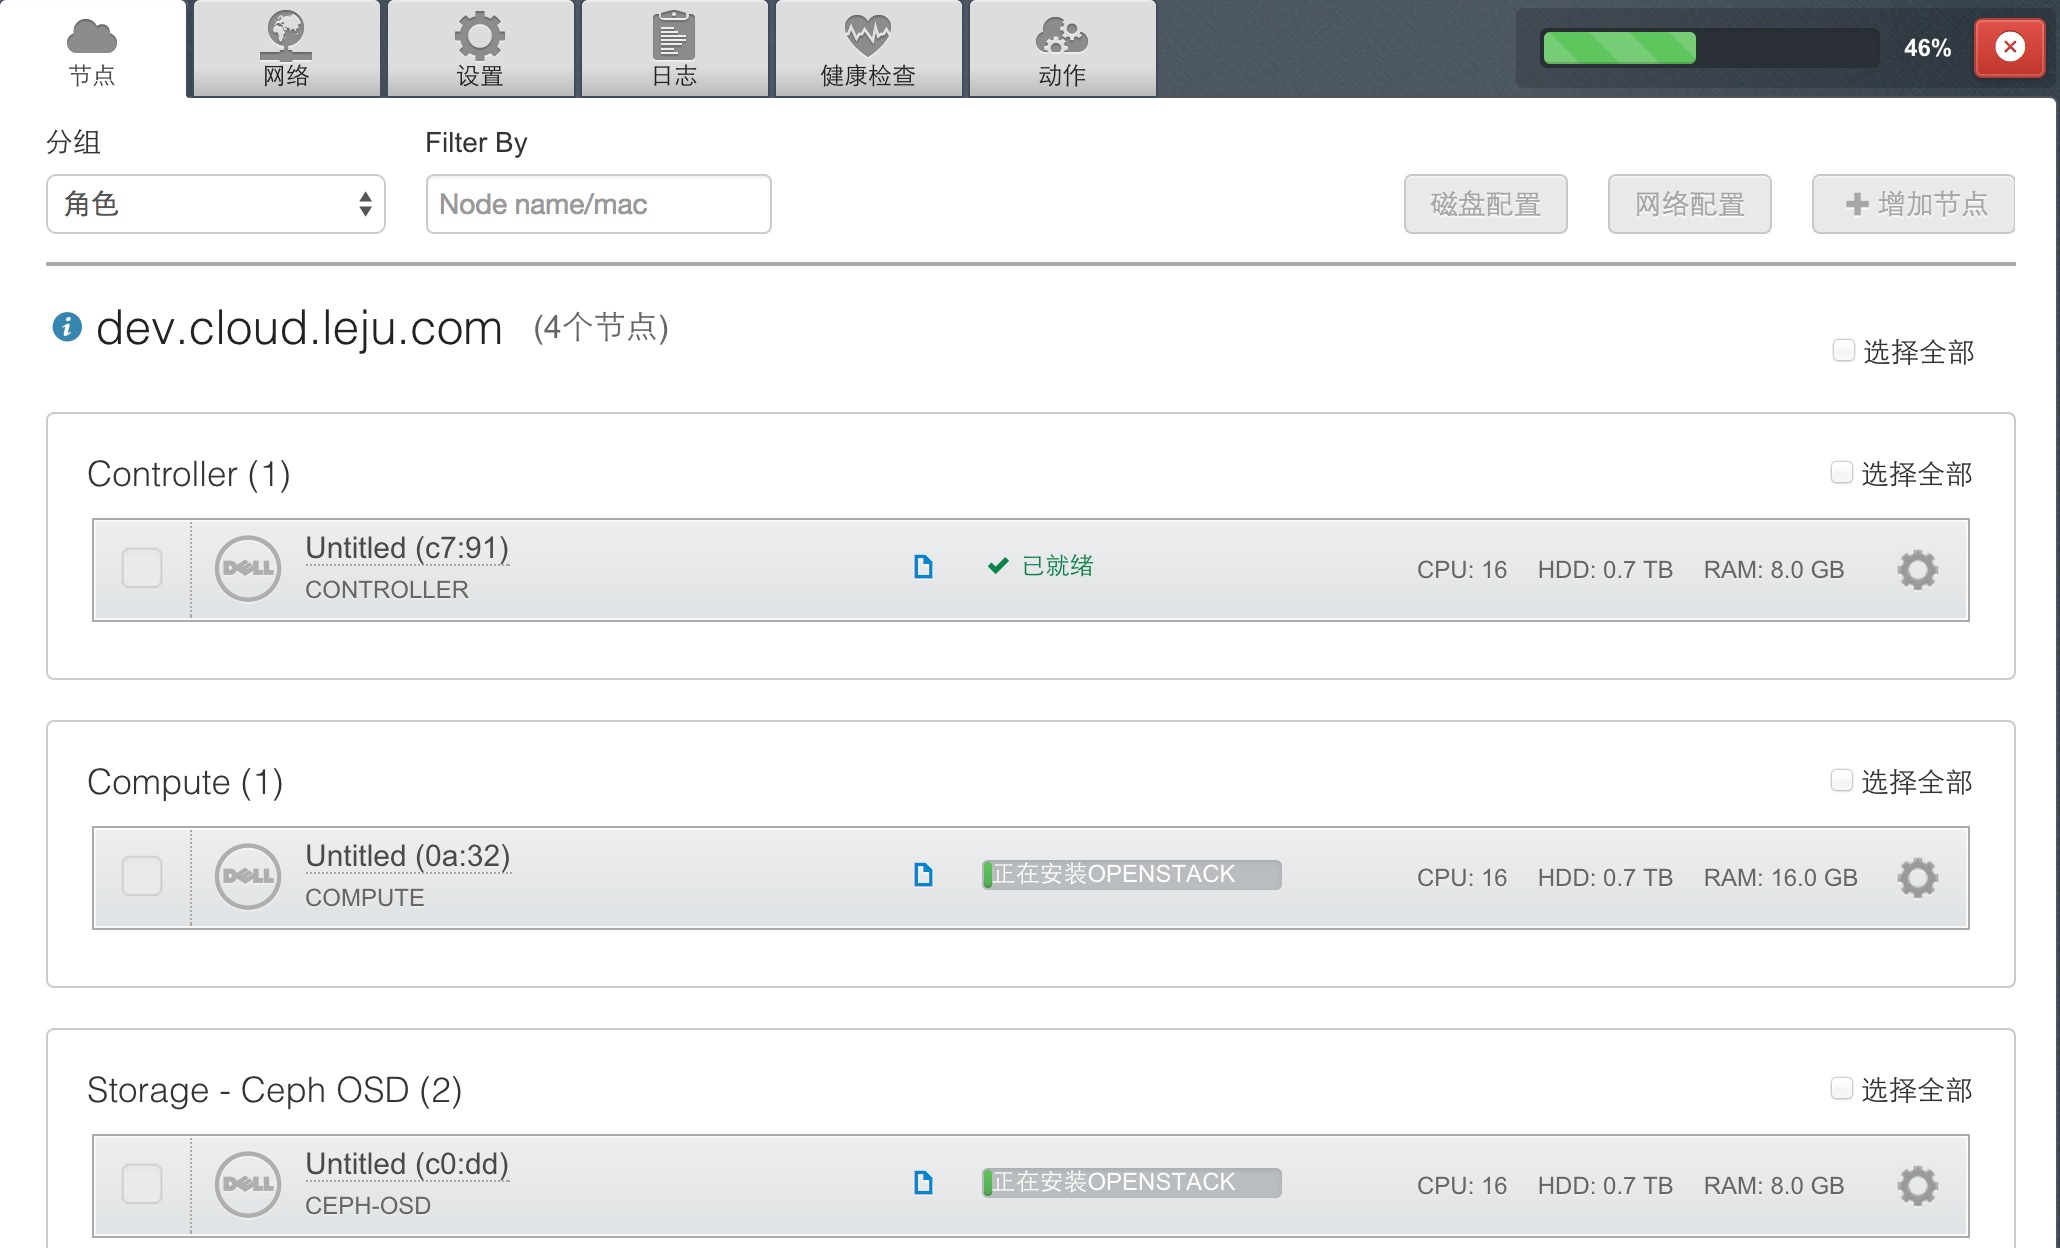 节点
网络
设置
日志
健康检查
动作
46%
分组
Filter By
角色
Node name/mac
磁盘配置
网络配置
增加节点
dev.cloud.leju.com (4个节点)
选择全部
Controller (1)
选择全部
DELL
Untitled (c7:91)
CONTROLLER
已就绪
CPU: 16 HDD: 0.7 TB RAM: 8.0 GB
Compute (1)
选择全部
DELL
Untitled (0a:32)
COMPUTE
正在安装OPENSTACK
CPU: 16 HDD: 0.7 TB RAM: 16.0 GB
Storage - Ceph OSD (2)
选择全部
DELL
Untitled (c0:dd)
CEPH-OSD
正在安装OPENSTACK
CPU: 16 HDD: 0.7 TB RAM: 8.0 GB